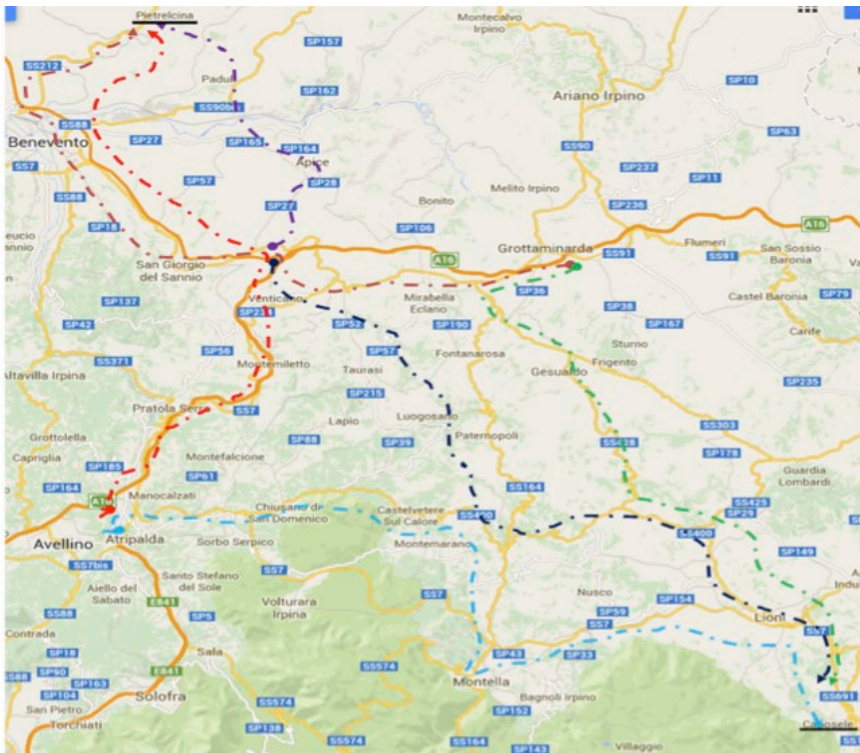 Pietrelcina
Montecalvo
Irpino
SP157
SS212
Padul
SP10
SP162
SS90bis
Ariano Irpino
SS88
SP27
SP165
SP164
SP63
Benevento
SS90
SS7
Apice
SP237
SP57
SP28
SP11
Melito Irpino
SS88
SP27
Bonito
SP236
SP18
SP106
A16
Grottaminarda
SS91
Flumeri
San Sossio
Baronia
San Giorgio
del Sannio
A16
SS91
SP36
SP137
Venticano
Mirabella
Eclano
Castel Baronia
SP79
SP38
SP42
SP52
SP190
SP167
Carife
SP56
SP57
Sturno
SS371
Montemiletto
Fontanarosa
Frigento
Altavilla Irpina
Taurasi
Gesualdo
SP235
SS7
SP215
Pratola Serra
Luogosano
Lapio
SS303
Grottolella
SP88
SP39
Paternopoli
SS428
SP178
Capriglia
SP185
Montefalcione
Guardia
Lombardi
SP61
SP164
Manocalzati
SS164
Chiusano di
San Domenico
Castelvetere
Sul Calore
SS425
SS400
SP29
Avellino
Atripalda
Sorbo Serpico
Montemarano
SS400
SP149
SS7bis
SS7
Aiello del
Sabato
Santo Stefano
del Sole
SS7
Nusco
SP154
Volturara
Irpina
E841
SS88
SP59
SP5
SS7
Lioni
SS7
Contrada
SP18
Sala
SP43
SP33
SP90
E841
SS574
SS88
SP163
Montella
SS691
SP104
Solofra
SS574
Bagnoli Irpino
San Pietro
SP152
Caposele
Torchiati
SP138
SS574
SS164
SP143
Villaggio